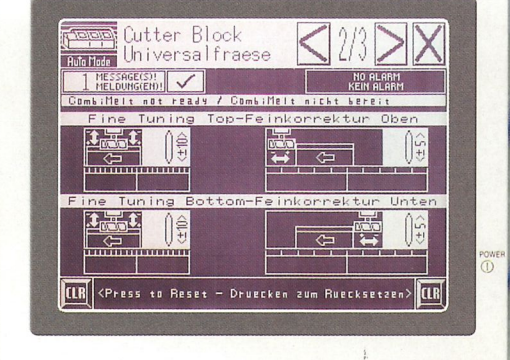 Cutter Block
Universalfraese
2/3
Auto Mode
1 MESSAGE(S)!
MELDUNG(EN)!
NO ALARM
KEIN ALARM
CombiMelt not ready / CombiMelt nicht bereit
Fine Tuning Top-Feinkorrektur Oben
Fine Tuning Bottom-Feinkorrektur Unten
CLR <Press to Reset - Druecken zum Ruecksetzen> CLR
POWER